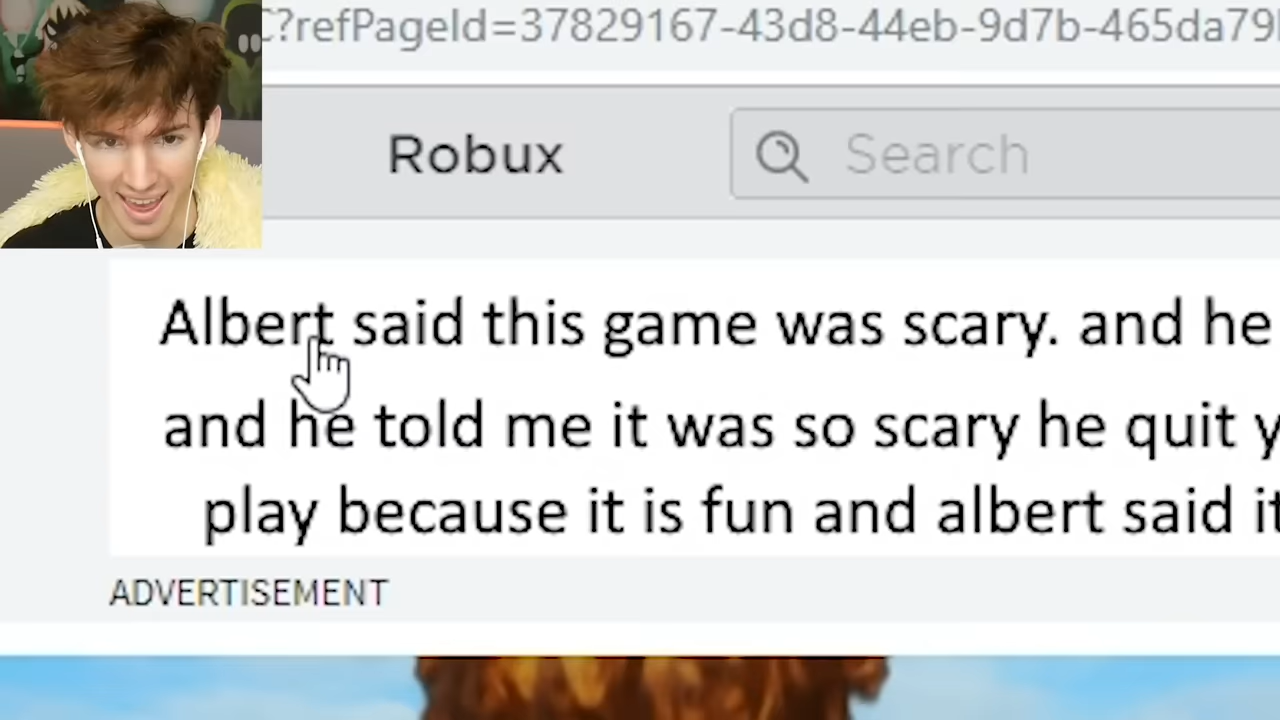 C?refPageId=37829167-43d8-44eb-9d7b-465da79
Robux
Search
Albert said this game was scary. and he
and he told me it was so scary he quit y
play because it is fun and albert said it
ADVERTISEMENT